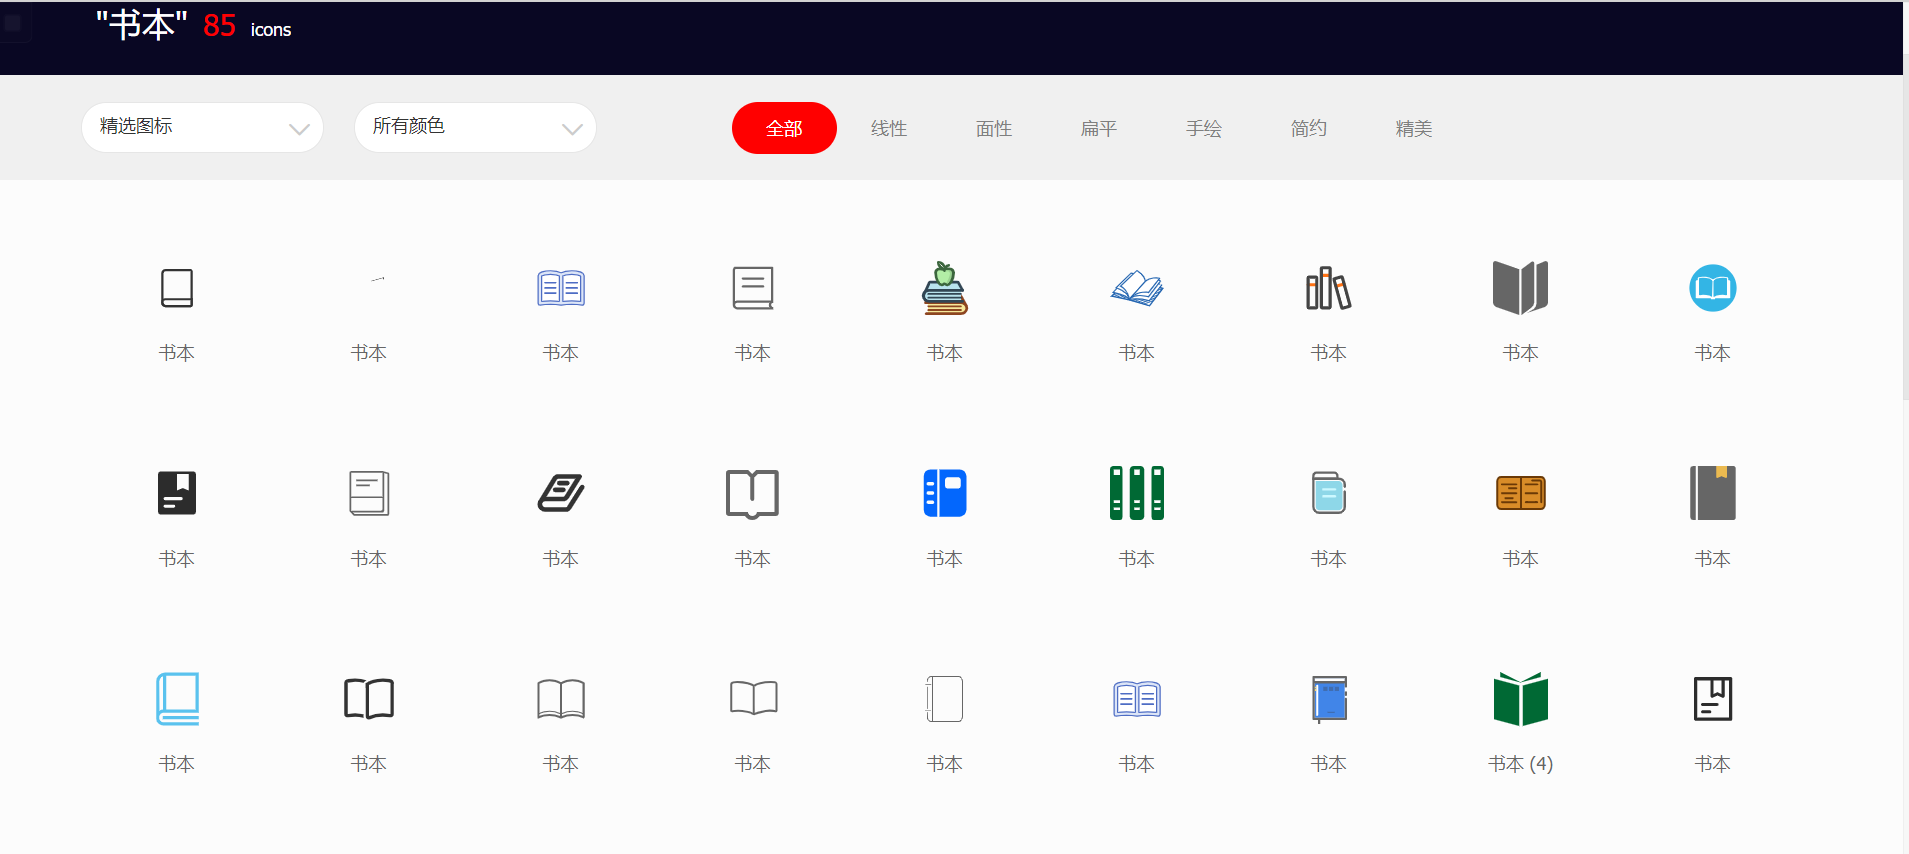 "书本" 85 icons
精选图标 所有颜色 全部 线性 面性 扁平 手绘 简约 精美
书本 书本 书本 书本 书本 书本 书本 书本 书本
书本 书本 书本 书本 书本 书本 书本 书本 书本
书本 书本 书本 书本 书本 书本 书本 书本 (4) 书本